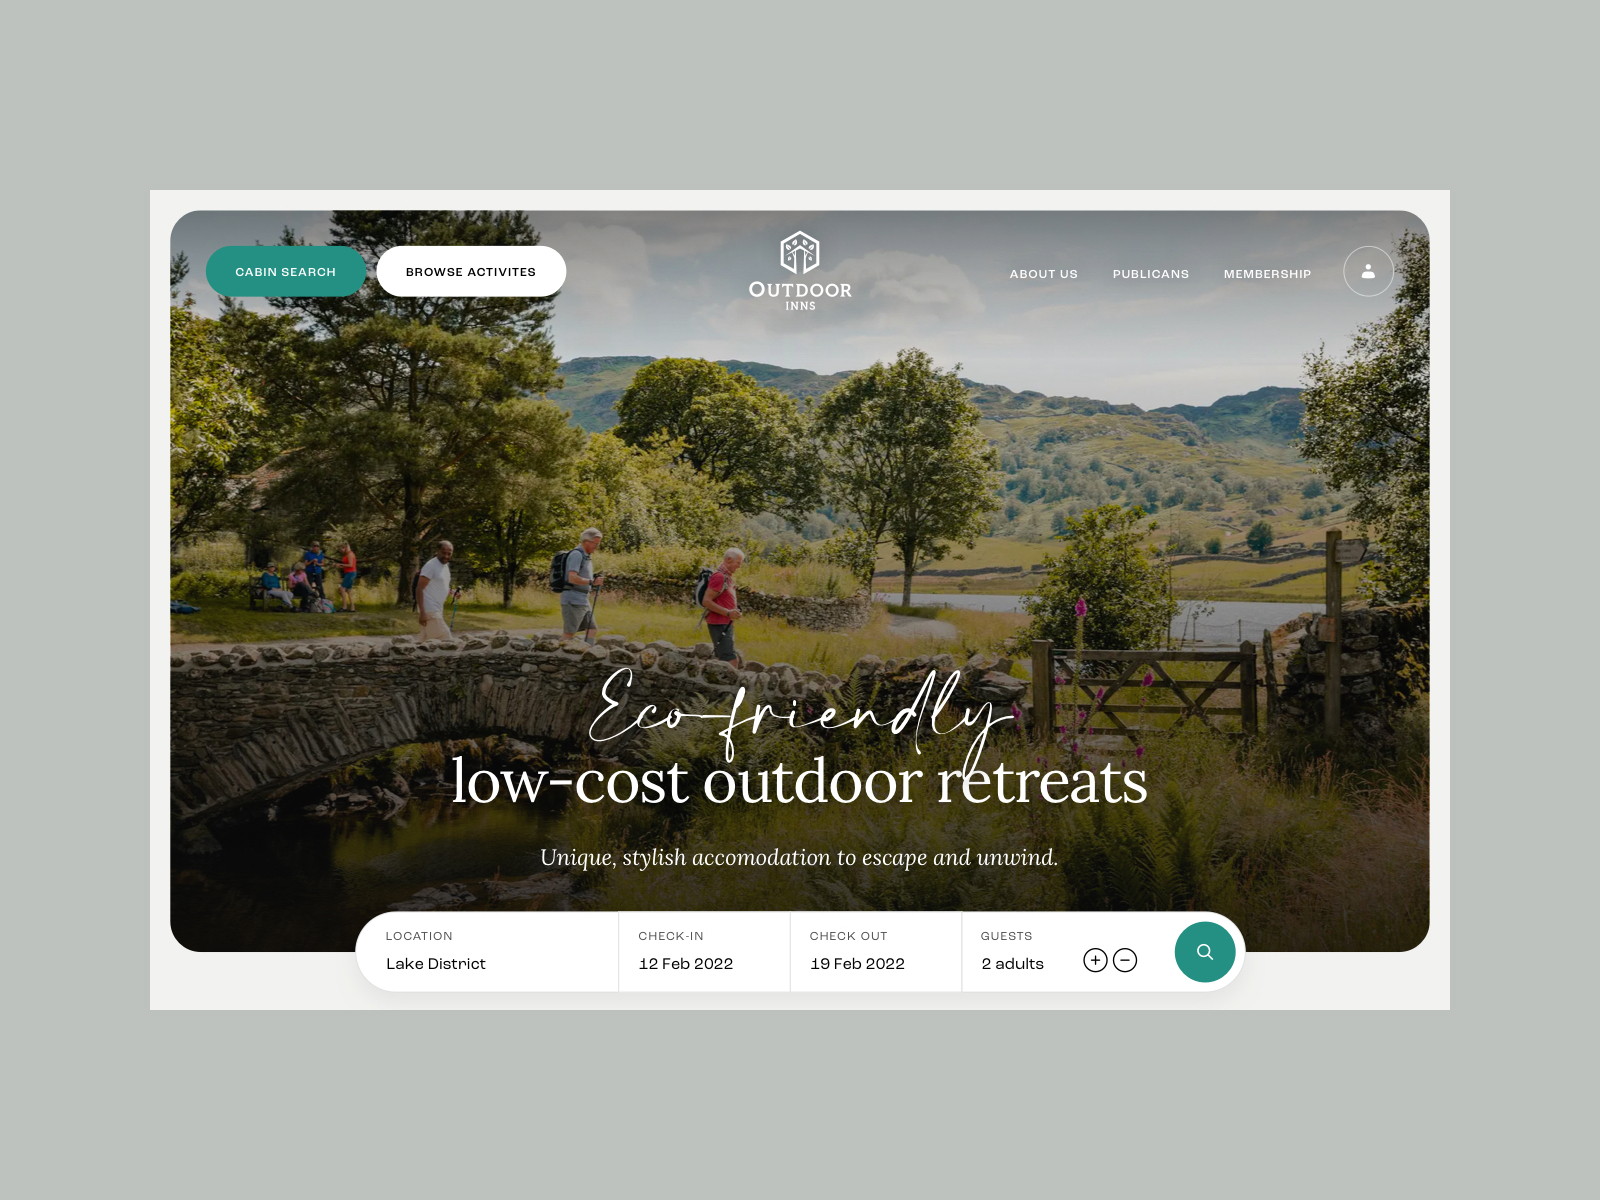 CABIN SEARCH
BROWSE ACTIVITES
OUTDOOR
INNS
ABOUT US
PUBLICANS
MEMBERSHIP
Eco-friendly
low-cost outdoor retreats
Unique, stylish accomodation to escape and unwind.
LOCATION
Lake District
CHECK-IN
12 Feb 2022
CHECK OUT
19 Feb 2022
GUESTS
2 adults